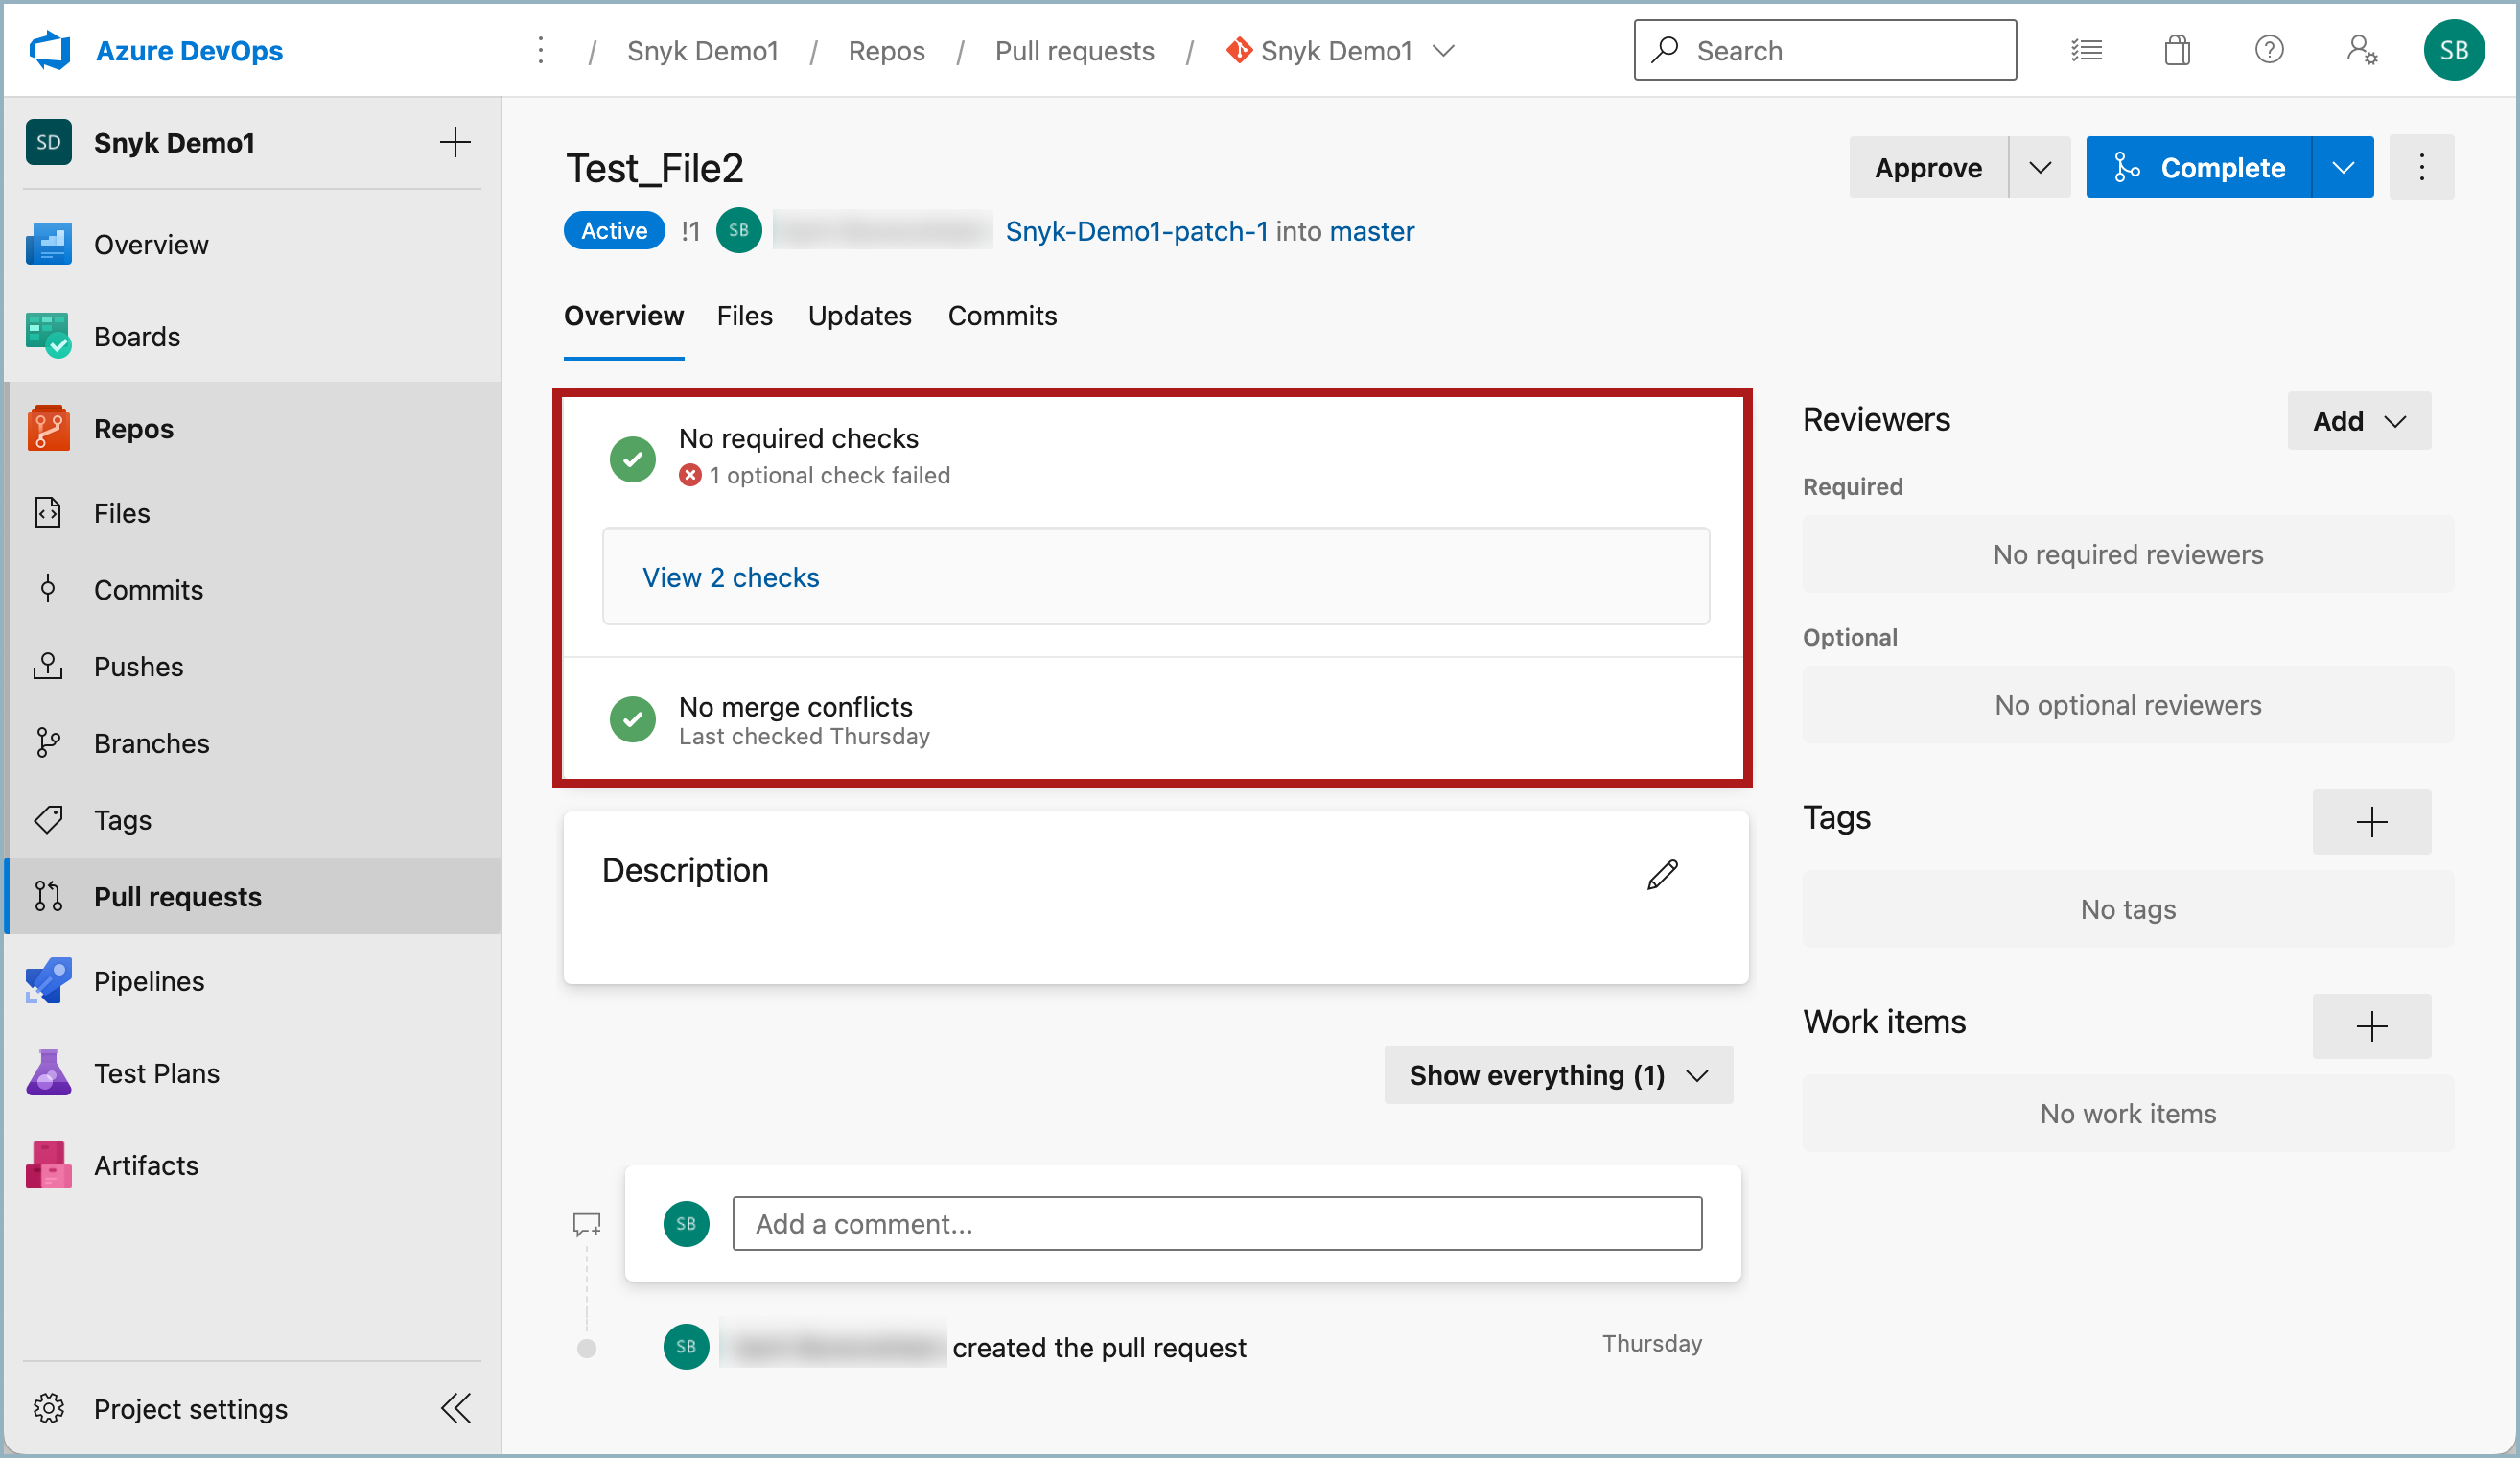 Azure DevOps
/ Snyk Demo1 / Repos / Pull requests / Snyk Demo1
Search
SB
SD Snyk Demo1
Overview
Boards
Repos
Files
Commits
Pushes
Branches
Tags
Pull requests
Pipelines
Test Plans
Artifacts
Project settings
Test_File2
Approve
Complete
Active !1 SB Snyk-Demo1-patch-1 into master
Overview Files Updates Commits
No required checks
1 optional check failed
View 2 checks
No merge conflicts
Last checked Thursday
Description
Show everything (1)
SB Add a comment...
SB created the pull request Thursday
Reviewers
Add
Required
No required reviewers
Optional
No optional reviewers
Tags
No tags
Work items
No work items